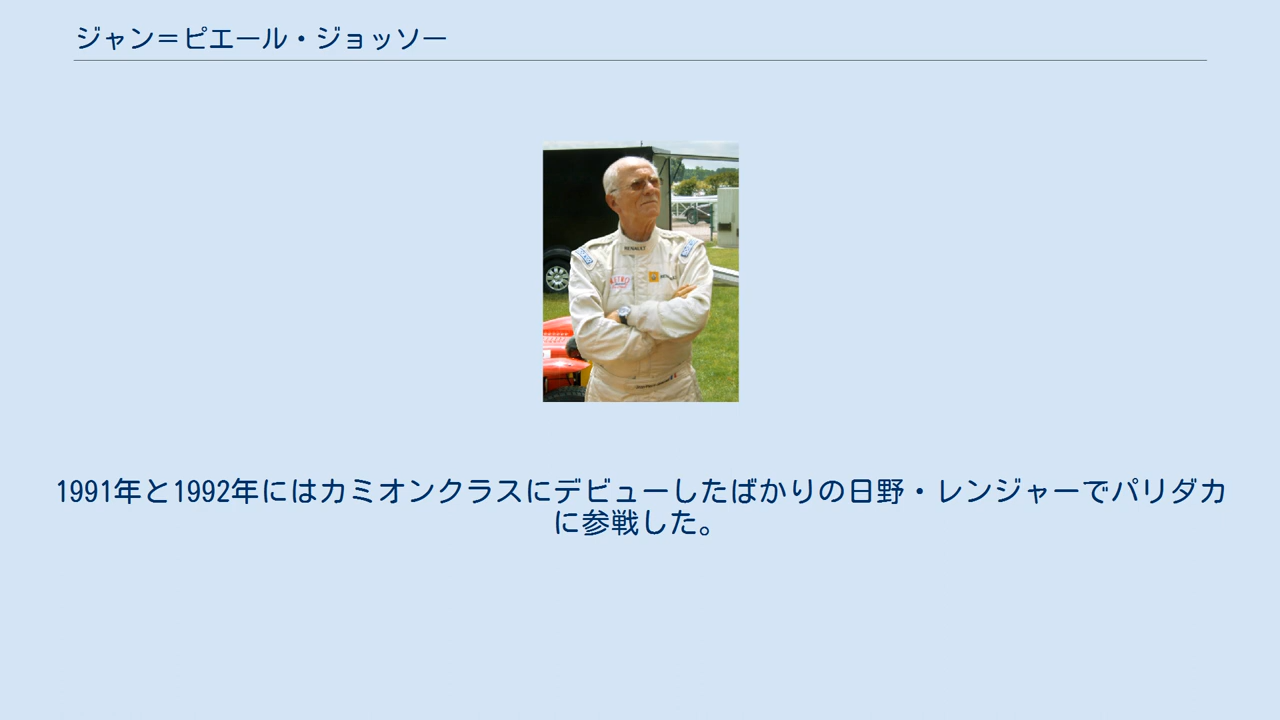 ジャン＝ピエール・ジョッソー
RENAULT
1991年と1992年にはカミオンクラスにデビューしたばかりの日野・レンジャーでパリダカ
に参戦した。